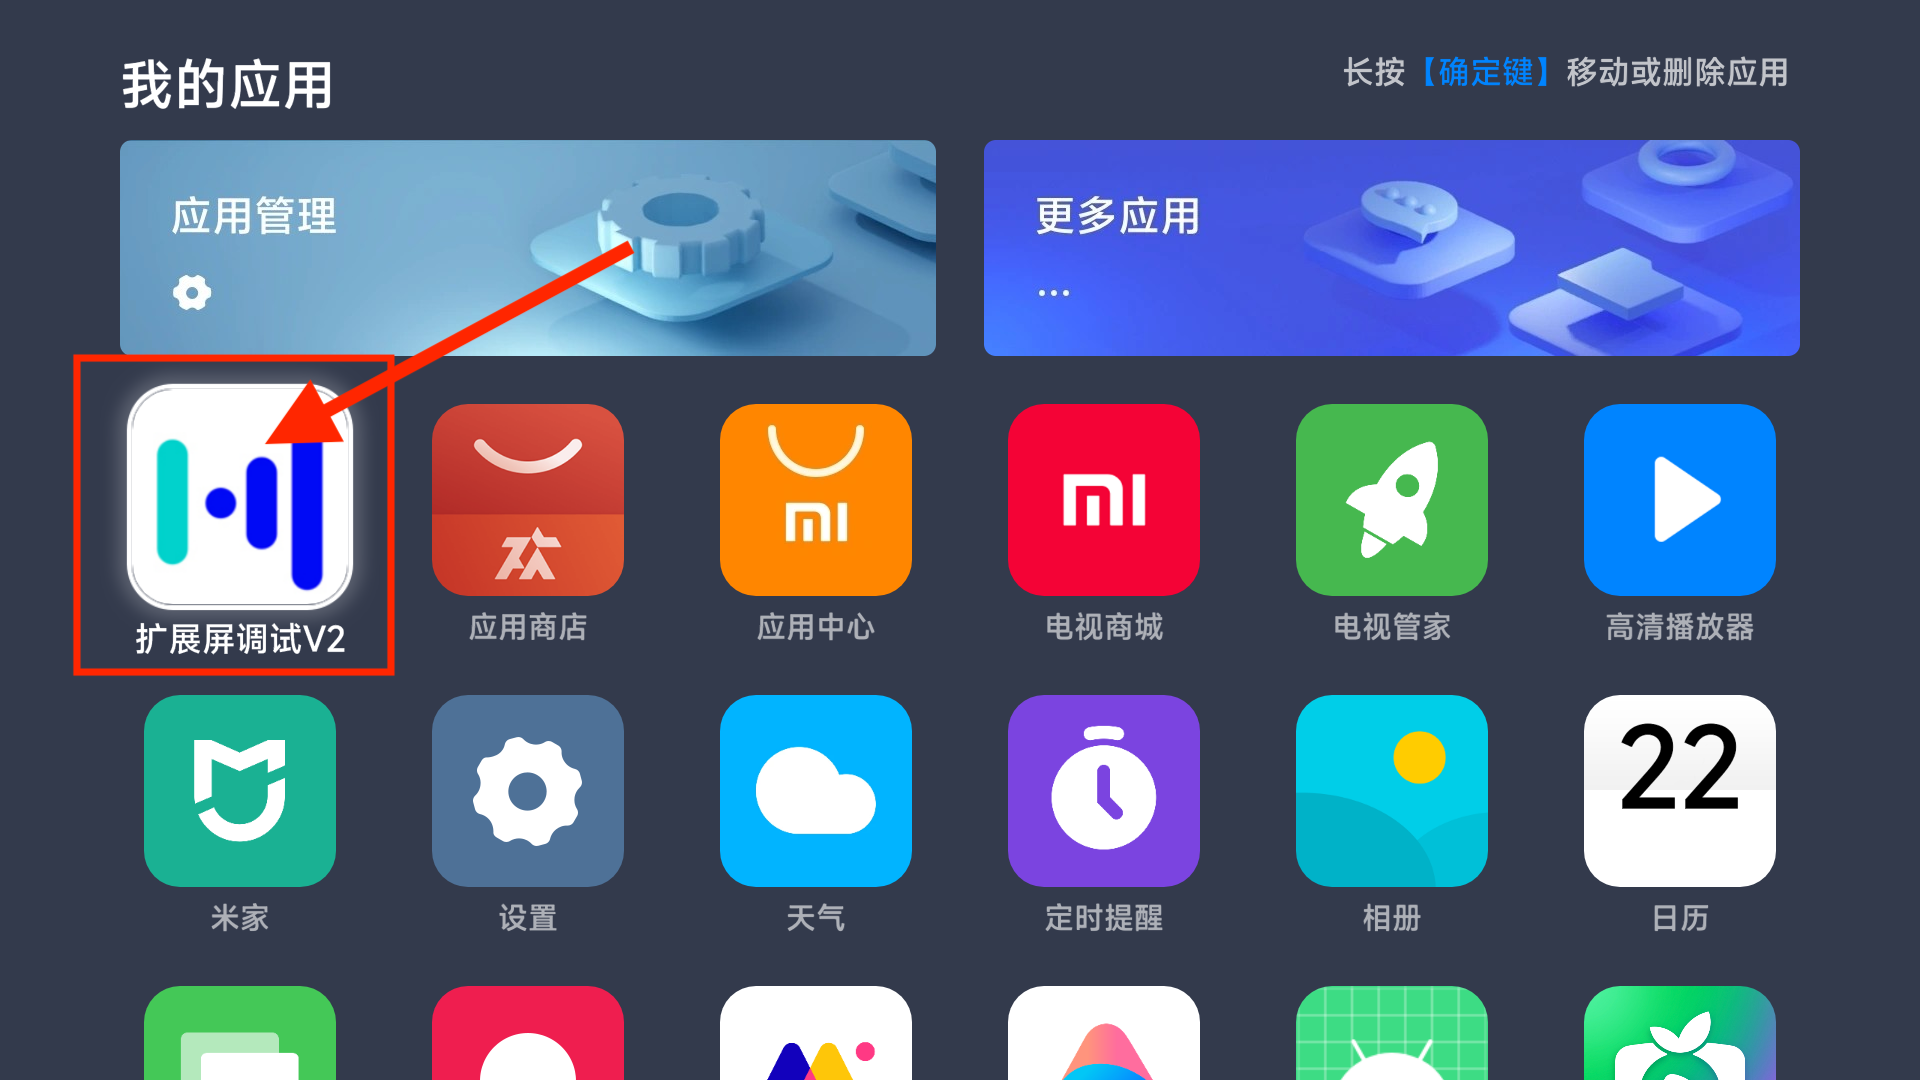 我的应用
长按【确定键】移动或删除应用
应用管理
更多应用
扩展屏调试V2
应用商店
应用中心
电视商城
电视管家
高清播放器
22
米家
设置
天气
定时提醒
相册
日历